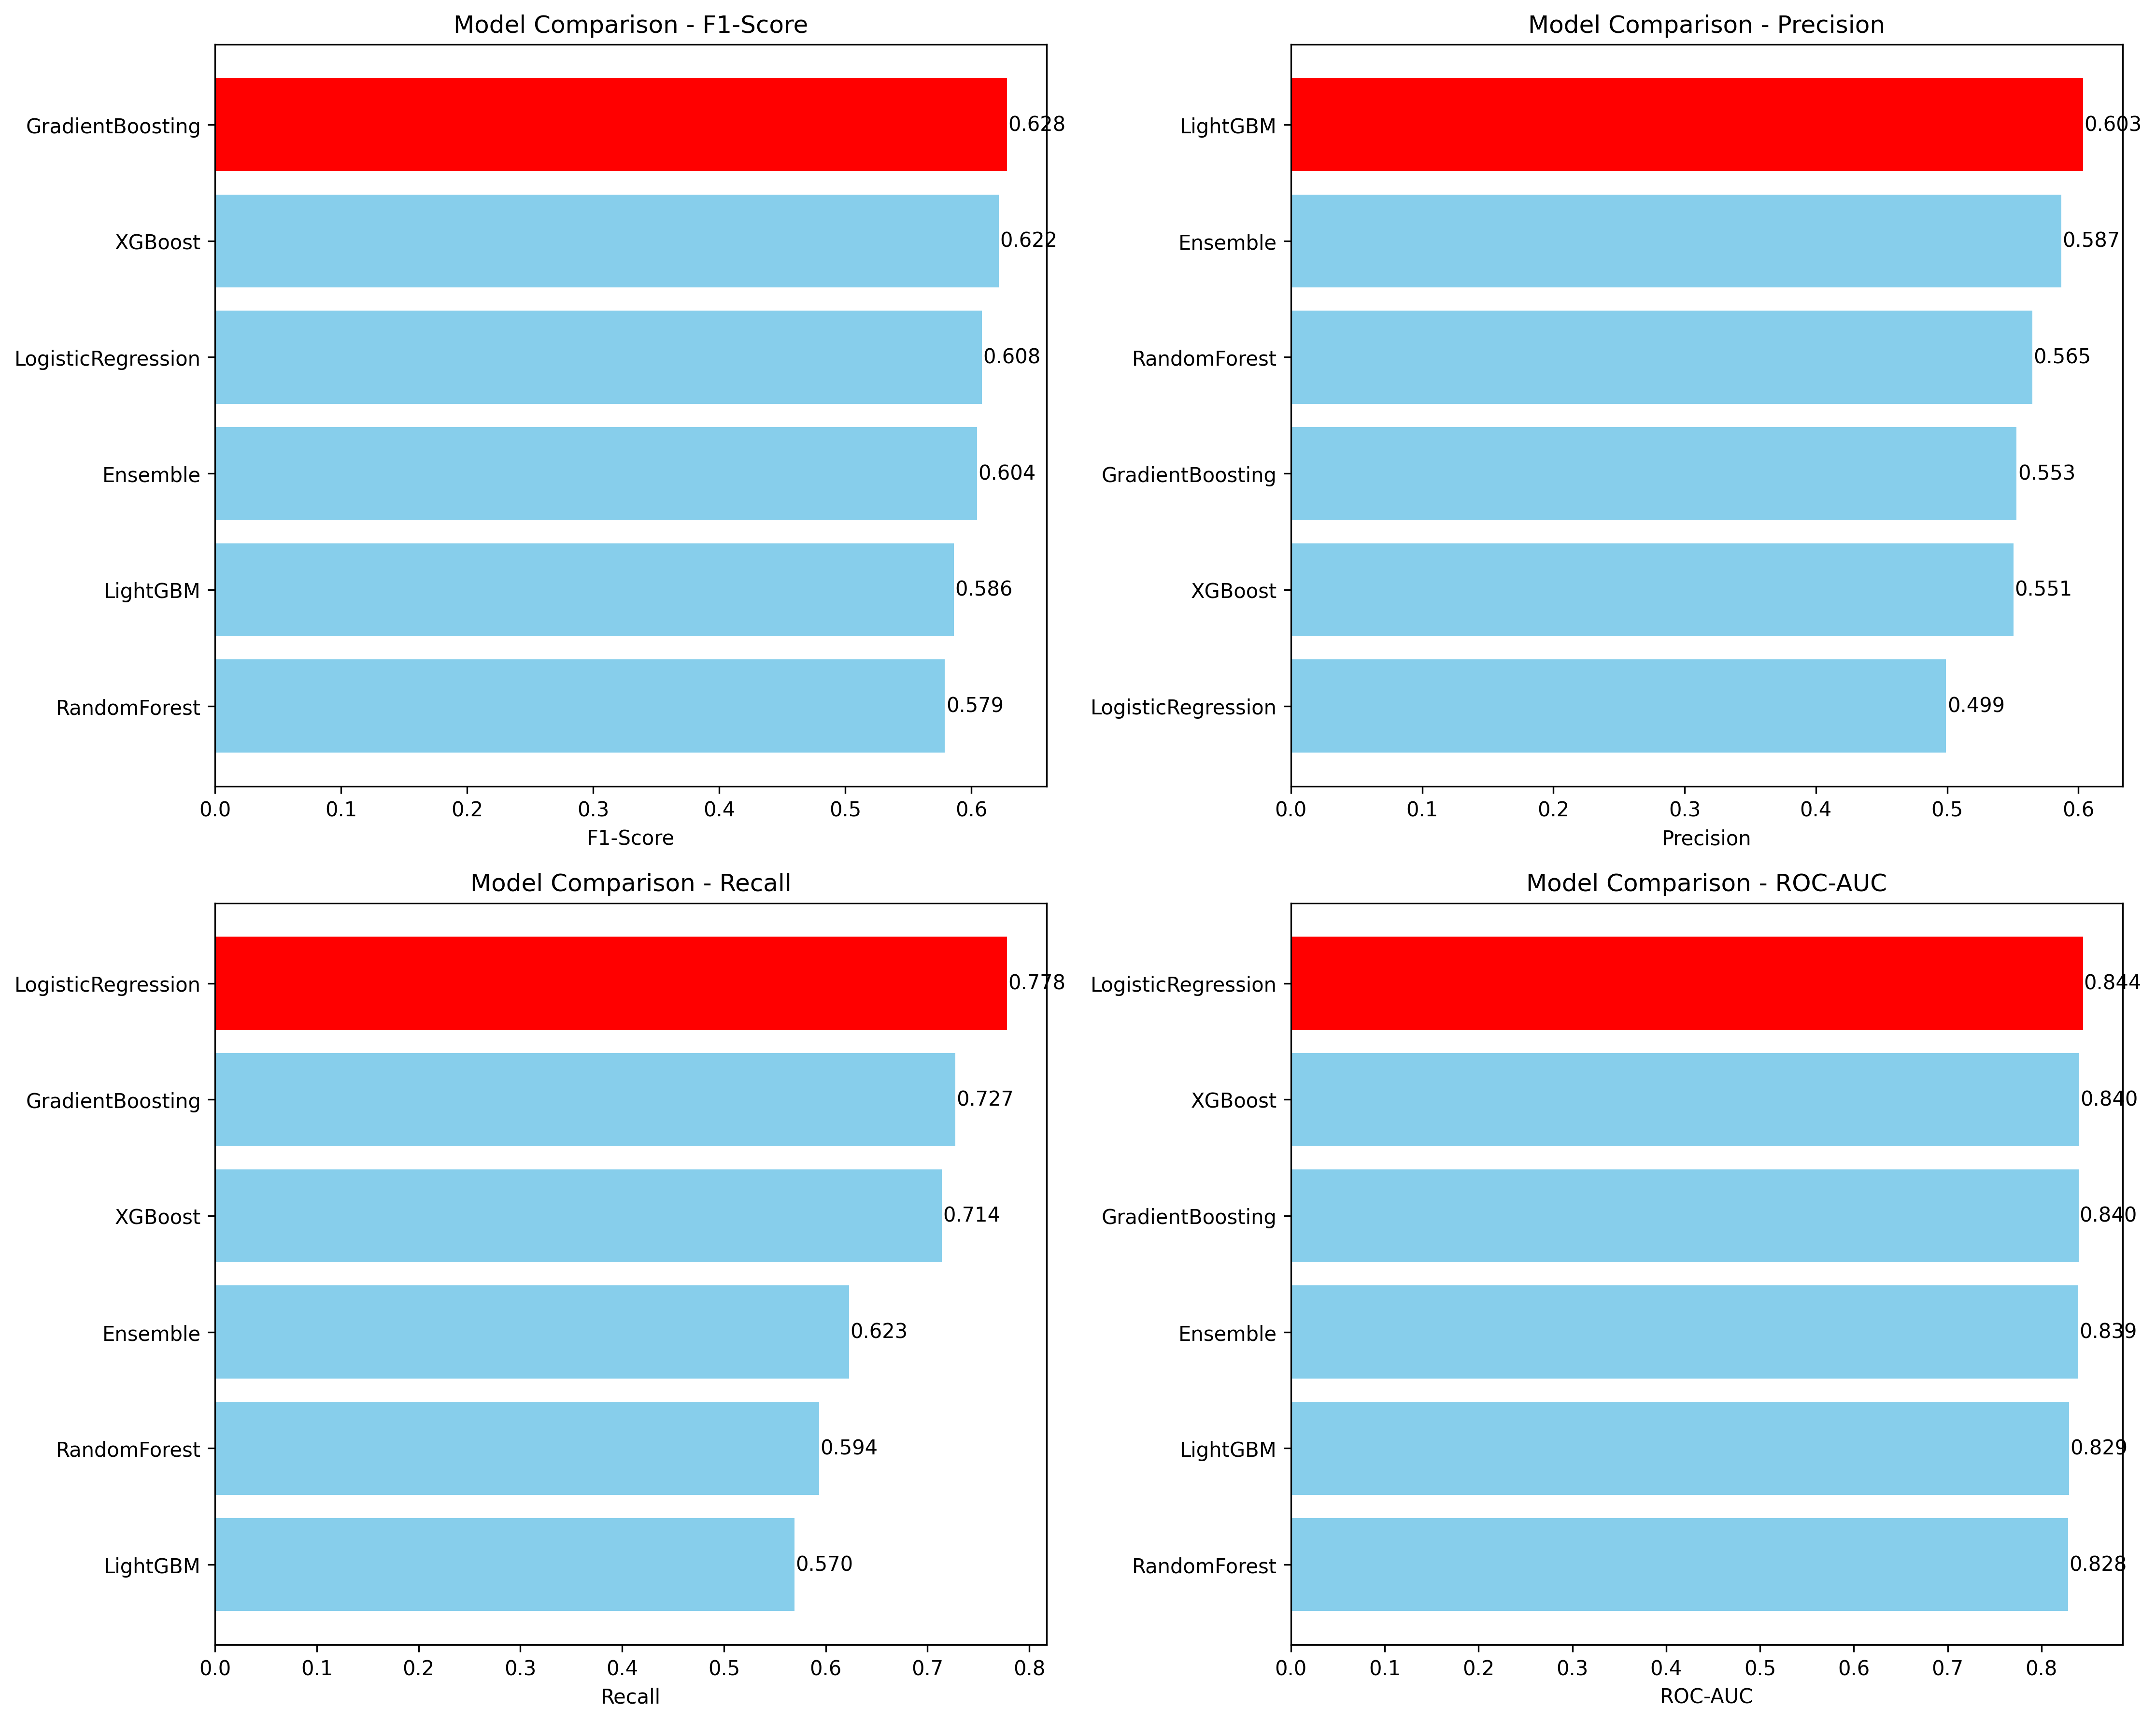 Model Comparison - F1-Score
GradientBoosting
0.628
XGBoost
0.622
LogisticRegression
0.608
Ensemble
0.604
LightGBM
0.586
RandomForest
0.579
0.0 0.1 0.2 0.3 0.4 0.5 0.6
F1-Score
Model Comparison - Precision
LightGBM
0.603
Ensemble
0.587
RandomForest
0.565
GradientBoosting
0.553
XGBoost
0.551
LogisticRegression
0.499
0.0 0.1 0.2 0.3 0.4 0.5 0.6
Precision
Model Comparison - Recall
LogisticRegression
0.778
GradientBoosting
0.727
XGBoost
0.714
Ensemble
0.623
RandomForest
0.594
LightGBM
0.570
0.0 0.1 0.2 0.3 0.4 0.5 0.6 0.7 0.8
Recall
Model Comparison - ROC-AUC
LogisticRegression
0.844
XGBoost
0.840
GradientBoosting
0.840
Ensemble
0.839
LightGBM
0.829
RandomForest
0.828
0.0 0.1 0.2 0.3 0.4 0.5 0.6 0.7 0.8
ROC-AUC